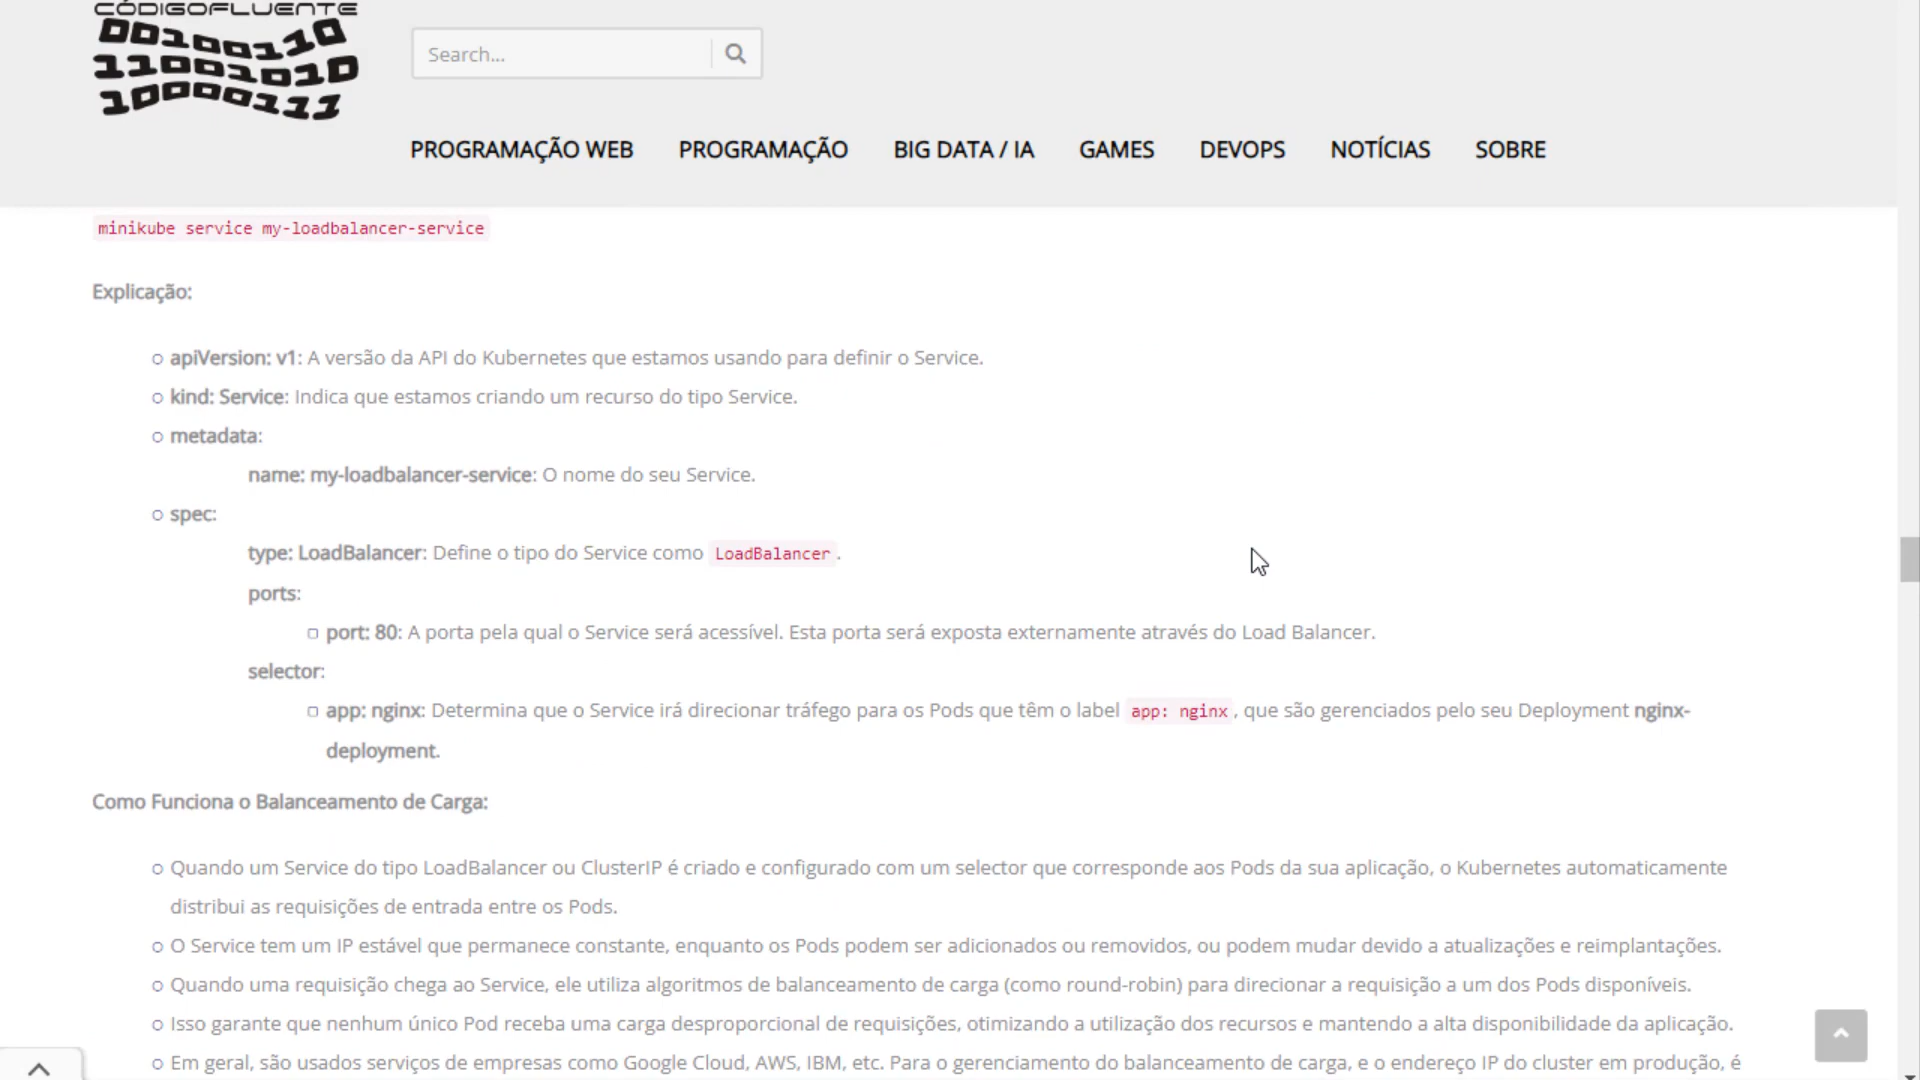 CÓDIGOFLUENTE
00100110
11001010
10000111
Search...
PROGRAMAÇÃO WEB PROGRAMAÇÃO BIG DATA / IA GAMES DEVOPS NOTÍCIAS SOBRE
minikube service my-loadbalancer-service
Explicação:
apiVersion: v1: A versão da API do Kubernetes que estamos usando para definir o Service.
kind: Service: Indica que estamos criando um recurso do tipo Service.
metadata:
name: my-loadbalancer-service: O nome do seu Service.
spec:
type: LoadBalancer: Define o tipo do Service como LoadBalancer.
ports:
port: 80: A porta pela qual o Service será acessível. Esta porta será exposta externamente através do Load Balancer.
selector:
app: nginx: Determina que o Service irá direcionar tráfego para os Pods que têm o label app: nginx, que são gerenciados pelo seu Deployment nginx-
deployment.
Como Funciona o Balanceamento de Carga:
Quando um Service do tipo LoadBalancer ou ClusterIP é criado e configurado com um selector que corresponde aos Pods da sua aplicação, o Kubernetes automaticamente
distribui as requisições de entrada entre os Pods.
O Service tem um IP estável que permanece constante, enquanto os Pods podem ser adicionados ou removidos, ou podem mudar devido a atualizações e reimplantações.
Quando uma requisição chega ao Service, ele utiliza algoritmos de balanceamento de carga (como round-robin) para direcionar a requisição a um dos Pods disponíveis.
Isso garante que nenhum único Pod receba uma carga desproporcional de requisições, otimizando a utilização dos recursos e mantendo a alta disponibilidade da aplicação.
Em geral, são usados serviços de empresas como Google Cloud, AWS, IBM, etc. Para o gerenciamento do balanceamento de carga, e o endereço IP do cluster em produção, é